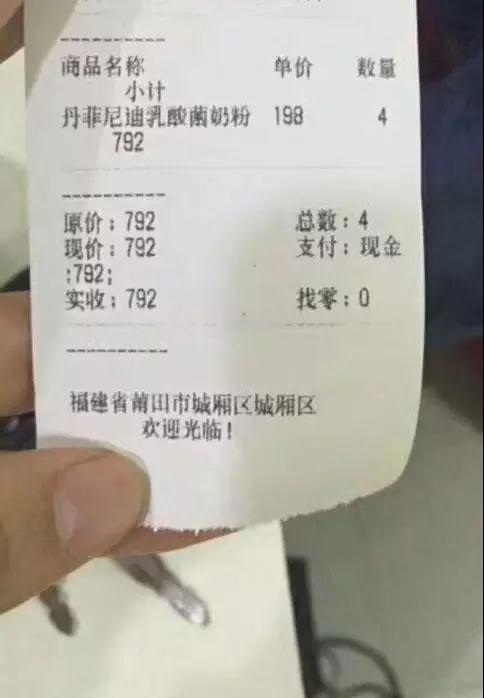 ------------
商品名称 单价 数量
小计
丹菲尼迪乳酸菌奶粉 198 4
792
------------
原价：792 总数：4
现价：792 支付：现金
:792;
实收：792 找零：0
------------
福建省莆田市城厢区城厢区
欢迎光临！